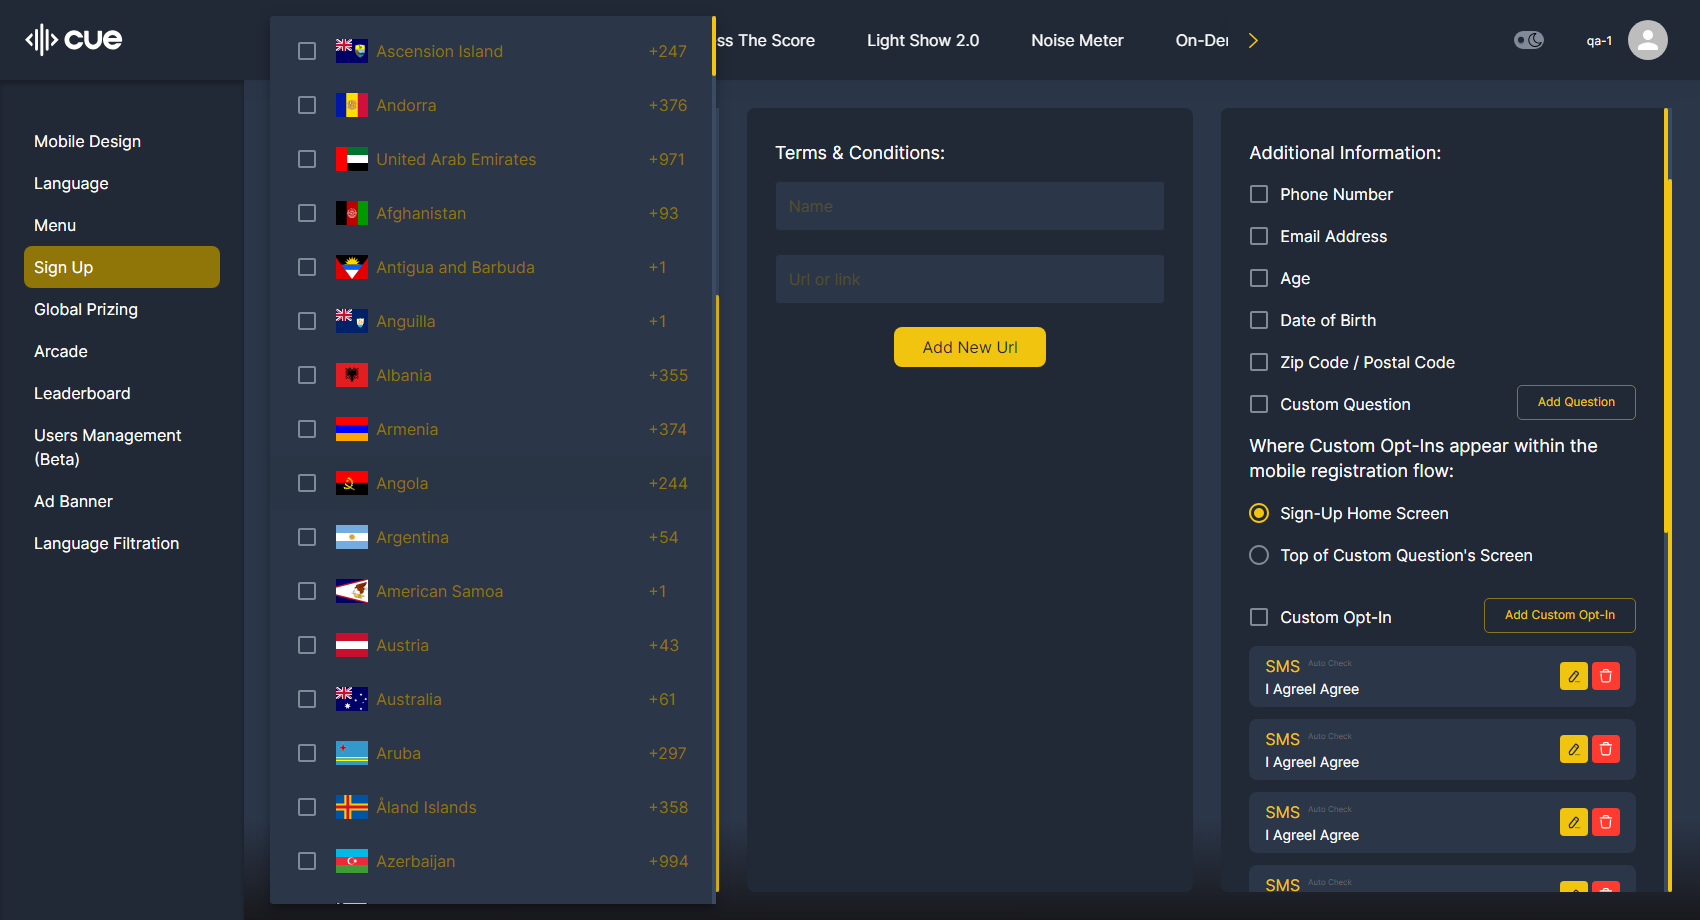 cue
ss The Score
Light Show 2.0
Noise Meter
On-Der
qa-1
Mobile Design
Language
Menu
Sign Up
Global Prizing
Arcade
Leaderboard
Users Management
(Beta)
Ad Banner
Language Filtration
Ascension Island +247
Andorra +376
United Arab Emirates +971
Afghanistan +93
Antigua and Barbuda +1
Anguilla +1
Albania +355
Armenia +374
Angola +244
Argentina +54
American Samoa +1
Austria +43
Australia +61
Aruba +297
Åland Islands +358
Azerbaijan +994
Terms & Conditions:
Name
Url or link
Add New Url
Additional Information:
Phone Number
Email Address
Age
Date of Birth
Zip Code / Postal Code
Custom Question
Add Question
Where Custom Opt-Ins appear within the
mobile registration flow:
Sign-Up Home Screen
Top of Custom Question's Screen
Custom Opt-In
Add Custom Opt-In
SMS Auto Check
I AgreeI Agree
SMS Auto Check
I AgreeI Agree
SMS Auto Check
I AgreeI Agree
SMS Auto Check